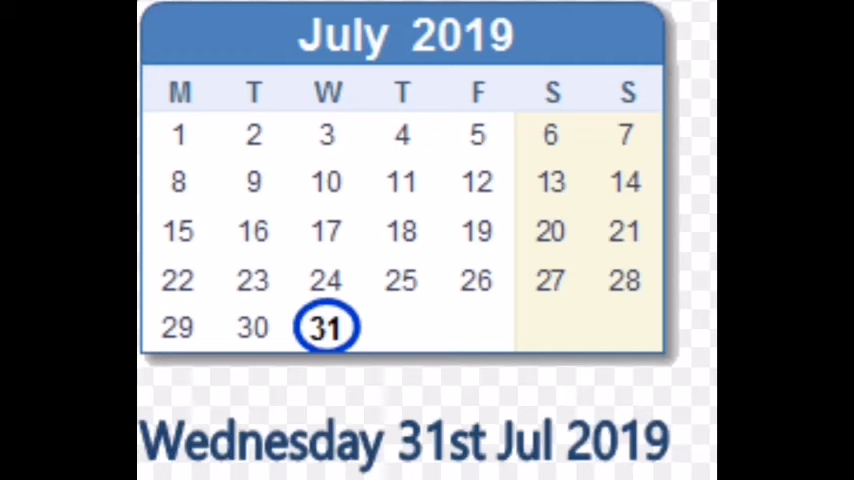 July 2019
M T W T F S S
1 2 3 4 5 6 7
8 9 10 11 12 13 14
15 16 17 18 19 20 21
22 23 24 25 26 27 28
29 30 31
Wednesday 31st Jul 2019